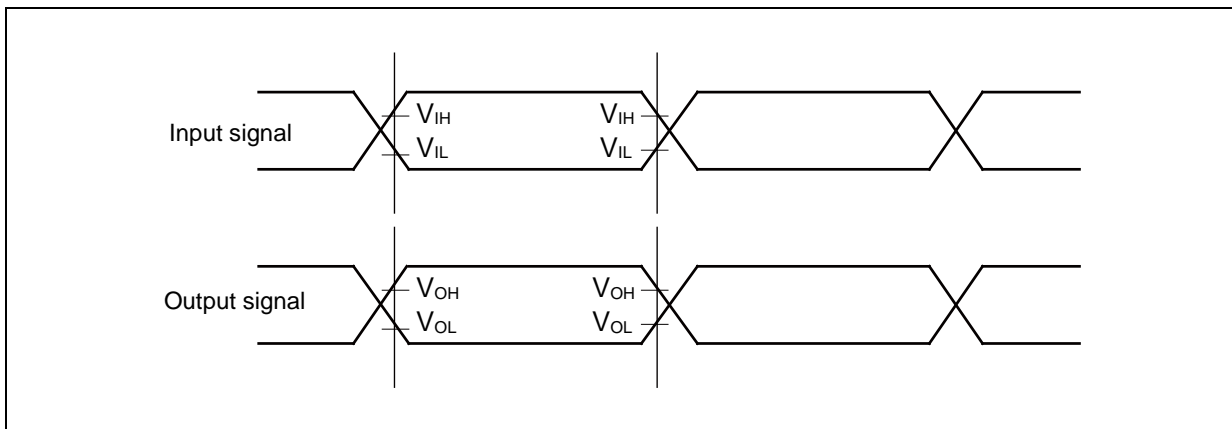 Input signal
VIH
VIH
VIL
VIL
Output signal
VOH
VOH
VOL
VOL